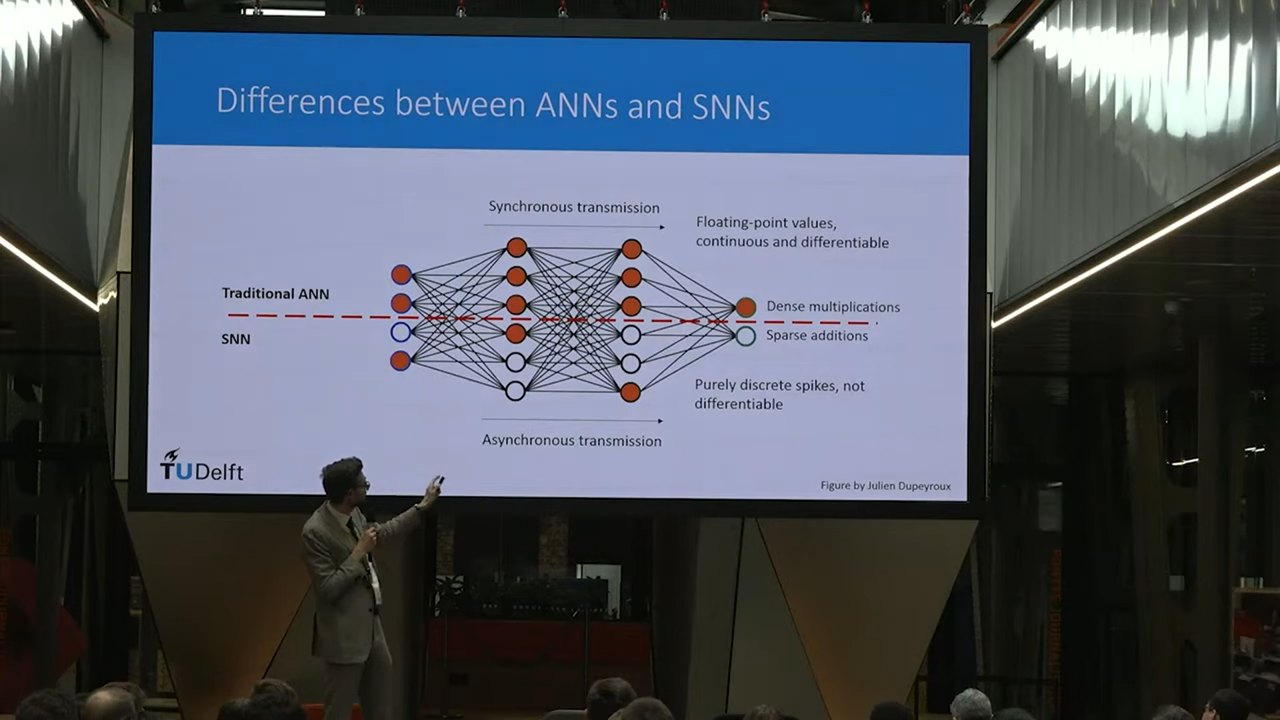 Differences between ANNs and SNNs
Synchronous transmission
Floating-point values,
continuous and differentiable
Traditional ANN
Dense multiplications
SNN
Sparse additions
Purely discrete spikes, not
differentiable
Asynchronous transmission
TUDelft
Figure by Julien Dupeyroux